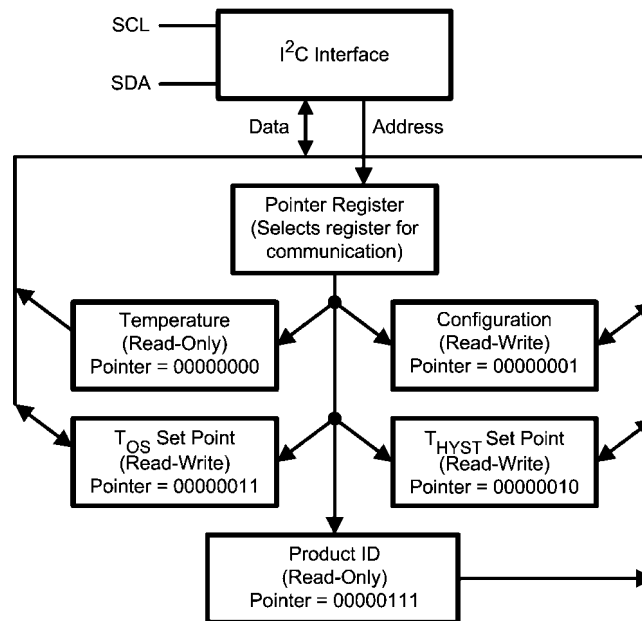 SCL
I2C Interface
SDA
Data
Address
Pointer Register
(Selects register for
communication)
Temperature
(Read-Only)
Pointer = 00000000
Configuration
(Read-Write)
Pointer = 00000001
TOS Set Point
(Read-Write)
Pointer = 00000011
THYST Set Point
(Read-Write)
Pointer = 00000010
Product ID
(Read-Only)
Pointer = 00000111